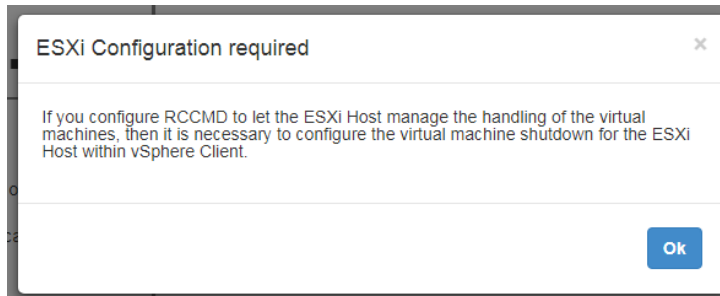 ESXi Configuration required
×
If you configure RCCMD to let the ESXi Host manage the handling of the virtual
machines, then it is necessary to configure the virtual machine shutdown for the ESXi
Host within vSphere Client.
Ok